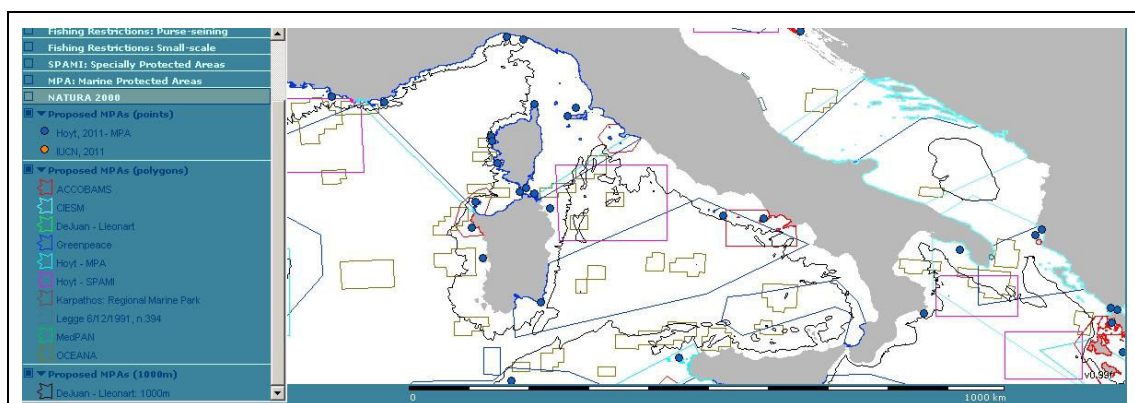 Fishing Restrictions: Purse-seining
Fishing Restrictions: Small-scale
SPAMI: Specially Protected Areas
MPA: Marine Protected Areas
NATURA 2000
Proposed MPAs (points)
Hoyt, 2011- MPA
IUCN, 2011
Proposed MPAs (polygons)
ACCOBAMS
CIESM
DeJuan - Lleonart
Greenpeace
Hoyt - MPA
Hoyt - SPAMI
Karpathos: Regional Marine Park
Legge 6/12/1991, n.394
MedPAN
OCEANA
Proposed MPAs (1000m)
DeJuan - Lleonart: 1000m
0
1000 km